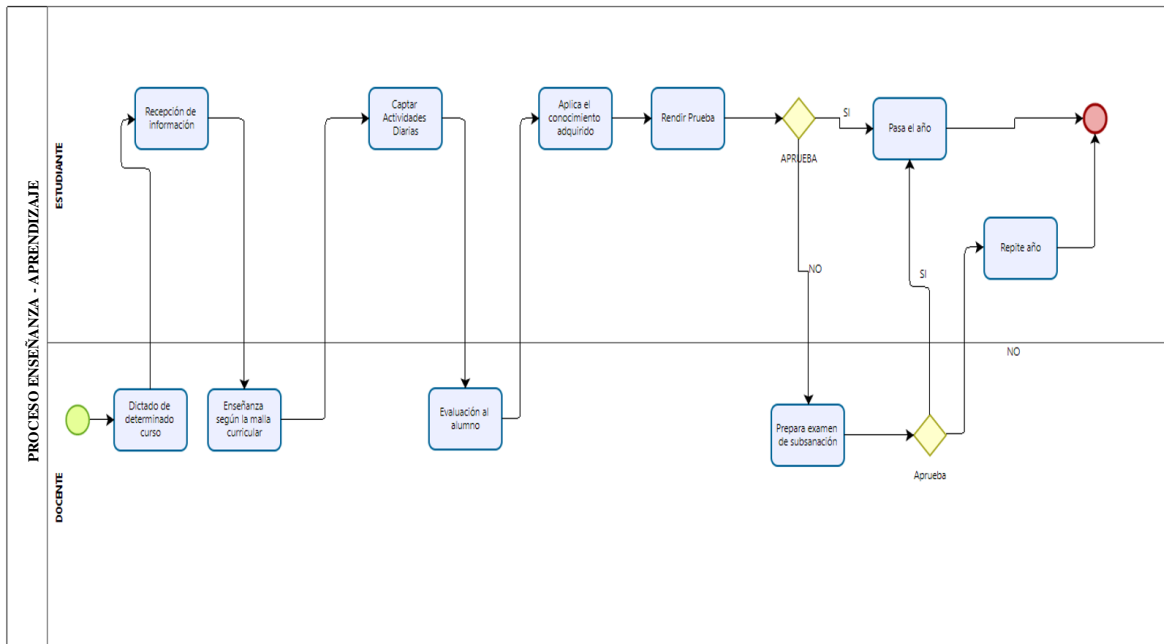 PROCESO ENSEÑANZA - APRENDIZAJE
ESTUDIANTE
Recepción de
información
Captar
Actividades
Diarias
Aplica el
conocimiento
adquirido
Rendir Prueba
APRUEBA
SI
Pasa el año
NO
SI
Repite año
NO
DOCENTE
Dictado de
determinado
curso
Enseñanza
según la malla
curricular
Evaluación al
alumno
Prepara examen
de subsanación
Aprueba